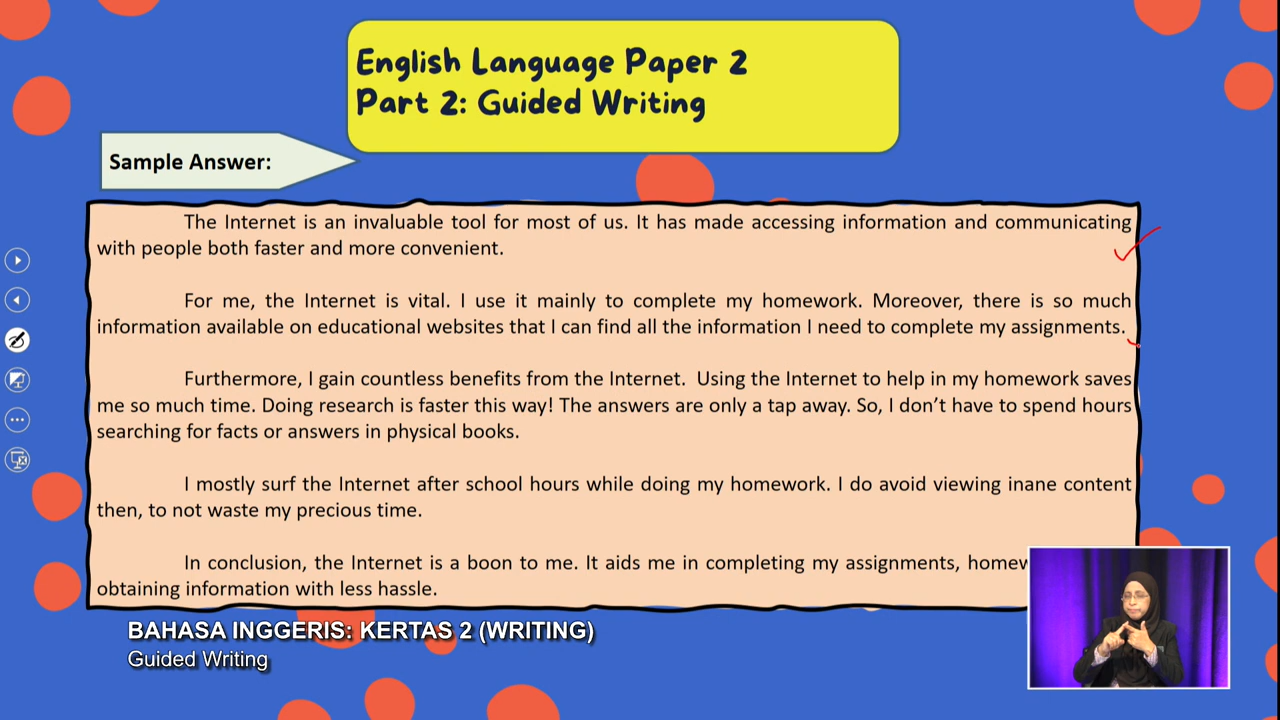 English Language Paper 2
Part 2: Guided Writing
Sample Answer:
The Internet is an invaluable tool for most of us. It has made accessing information and communicating
with people both faster and more convenient.
For me, the Internet is vital. I use it mainly to complete my homework. Moreover, there is so much
information available on educational websites that I can find all the information I need to complete my assignments.
Furthermore, I gain countless benefits from the Internet. Using the Internet to help in my homework saves
me so much time. Doing research is faster this way! The answers are only a tap away. So, I don’t have to spend hours
searching for facts or answers in physical books.
I mostly surf the Internet after school hours while doing my homework. I do avoid viewing inane content
then, to not waste my precious time.
In conclusion, the Internet is a boon to me. It aids me in completing my assignments,
obtaining information with less hassle.
BAHASA INGGERIS: KERTAS 2 (WRITING)
Guided Writing